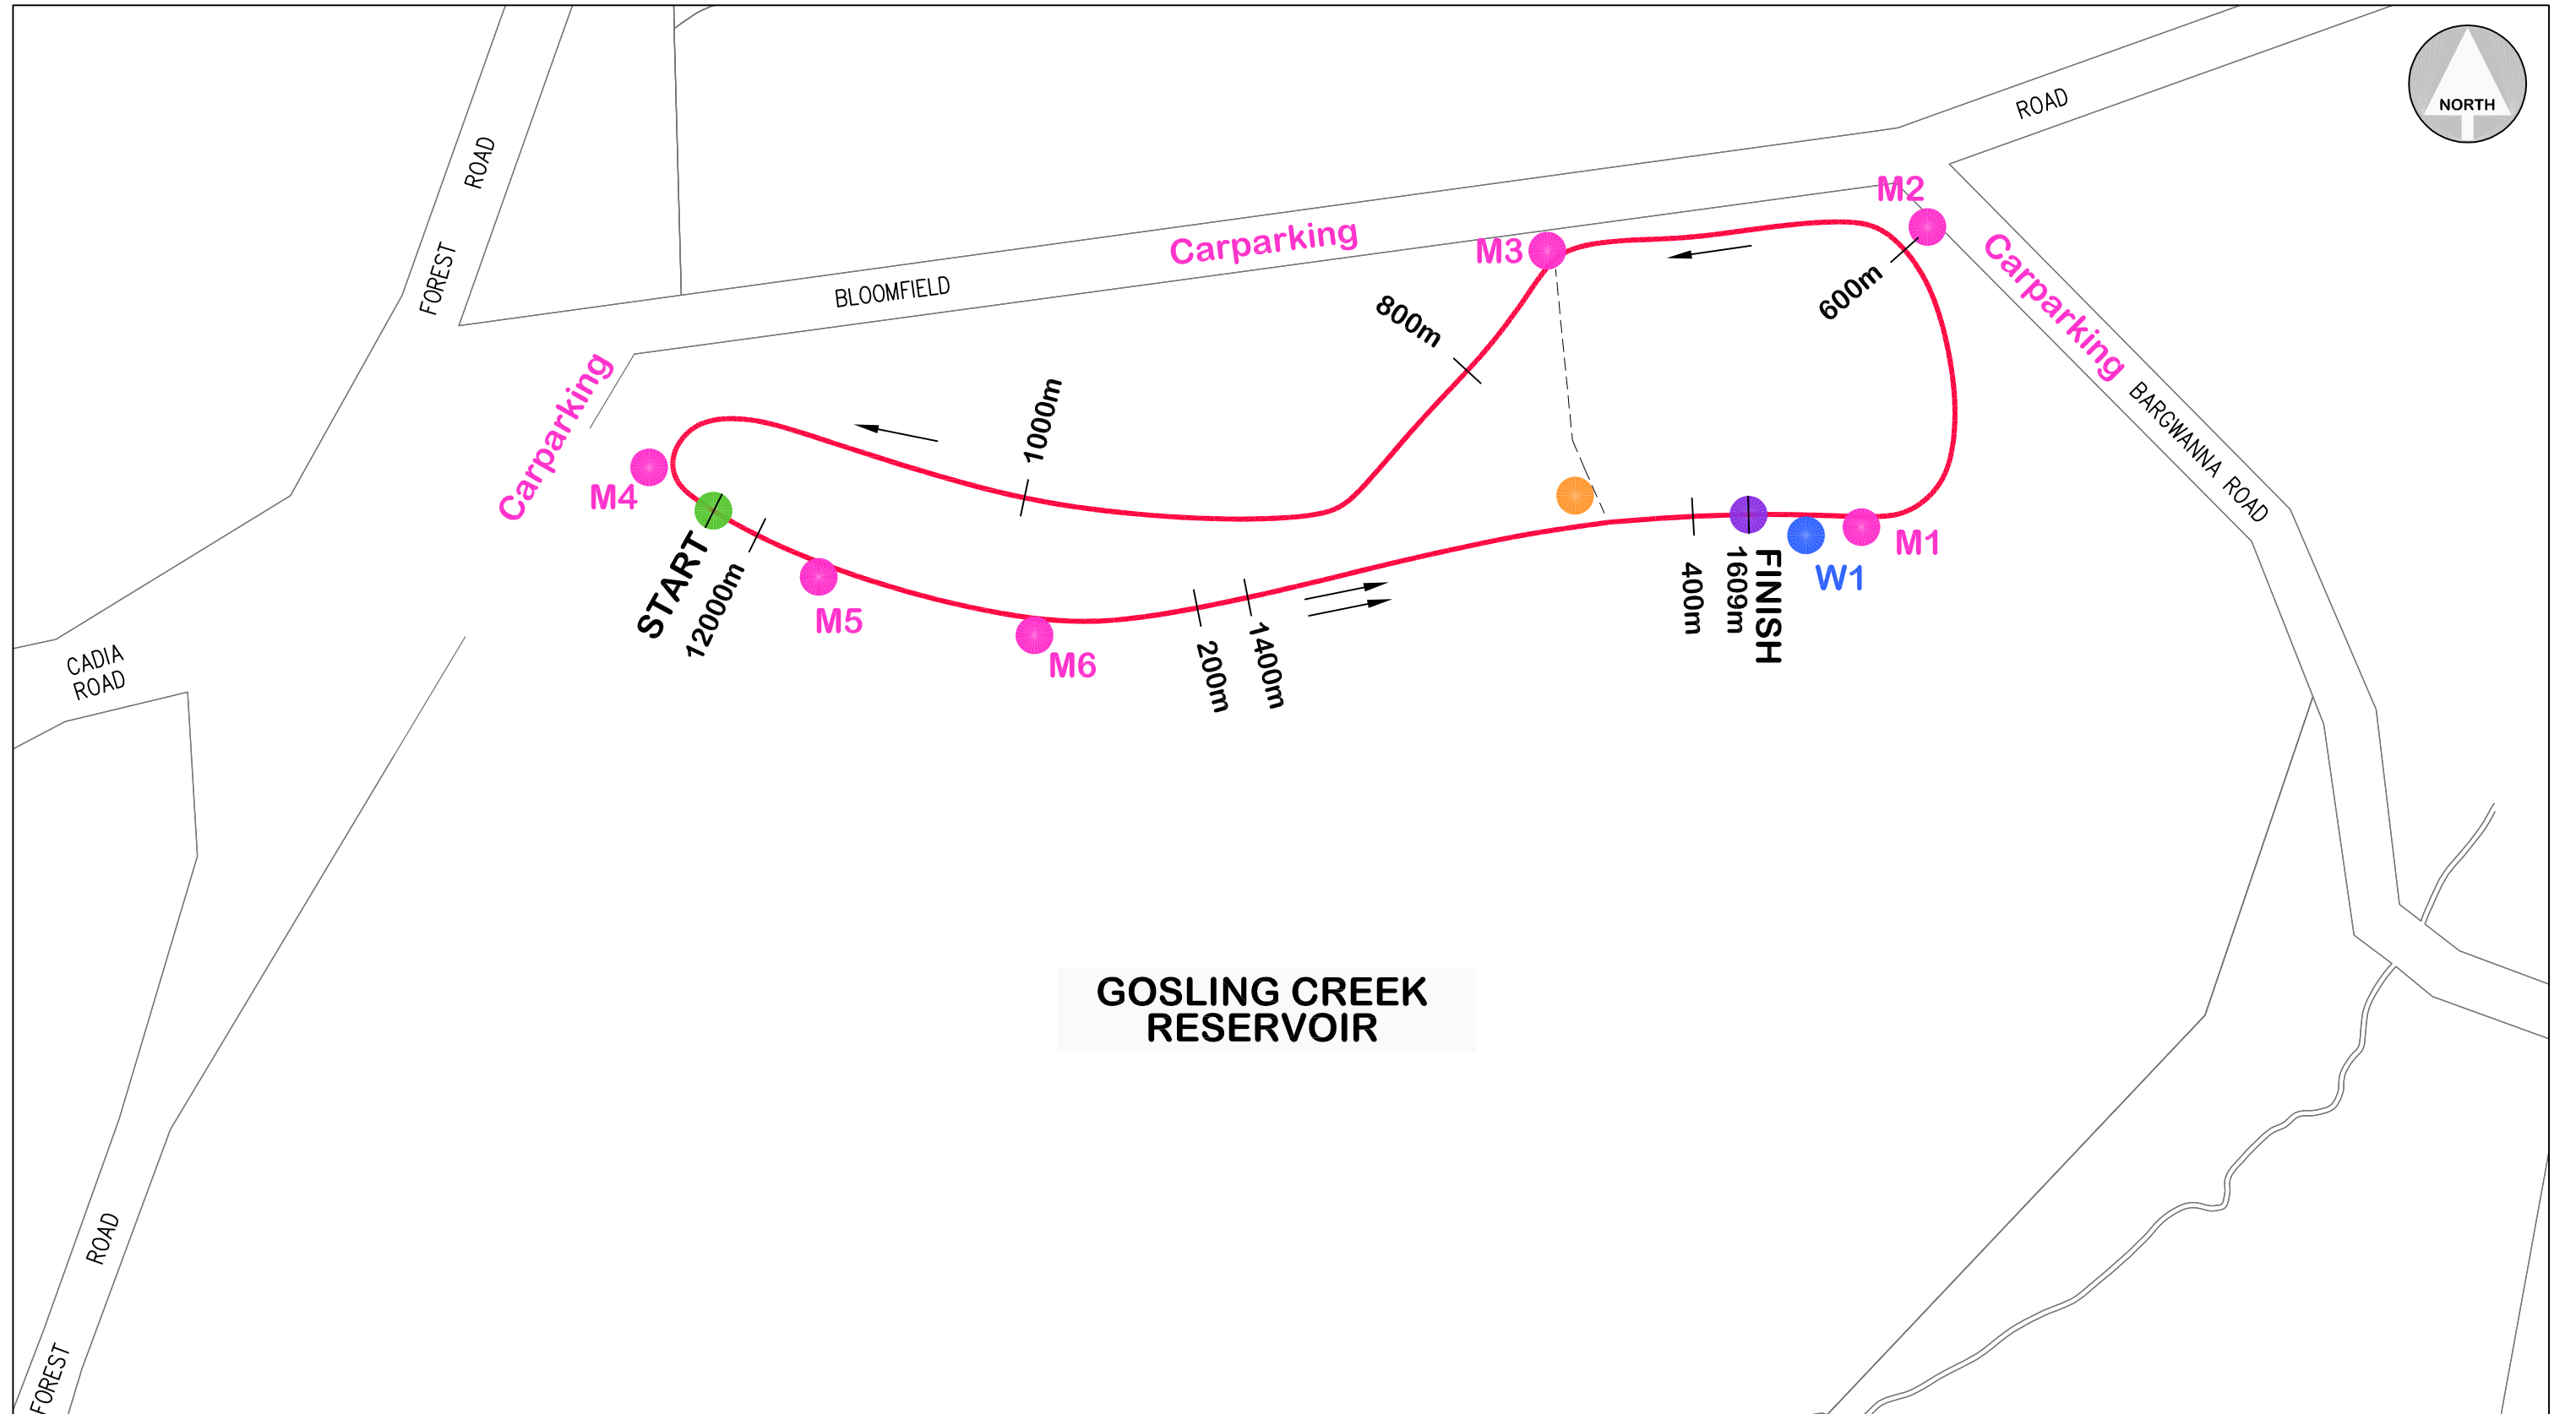 NORTH
ROAD
ROAD
M2
M3
Carparking
Carparking
FOREST
BLOOMFIELD
600m
800m
1000m
Carparking
BARGWANNA ROAD
M4
M1
START
12000m
W1
FINISH
1609m
400m
M5
M6
200m
1400m
CADIA
ROAD
GOSLING CREEK
RESERVOIR
ROAD
FOREST